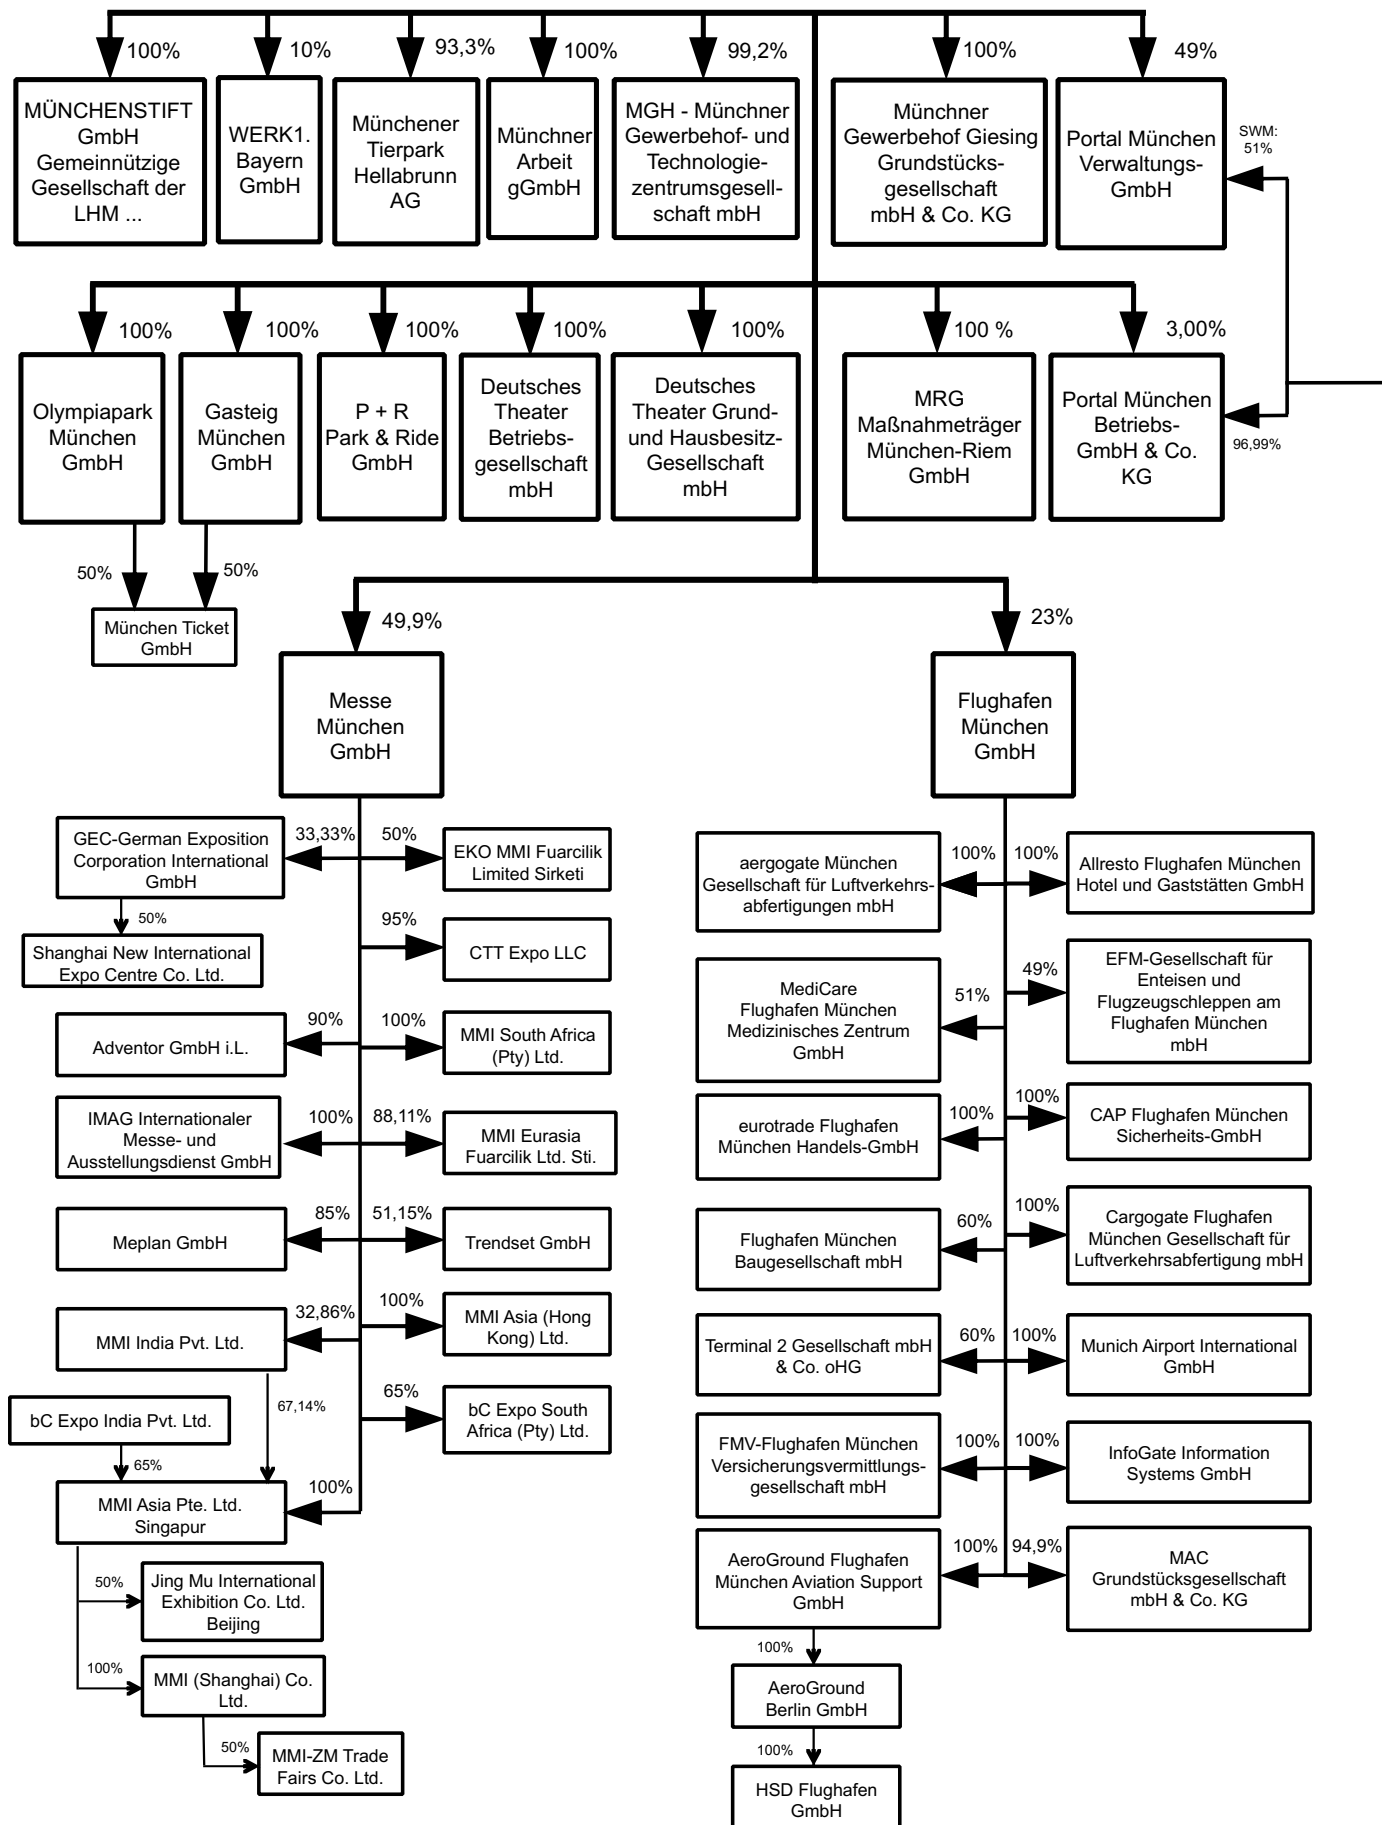 100%
10%
93,3%
100%
99,2%
100%
49%
MÜNCHENSTIFT
GmbH
Gemeinnützige
Gesellschaft der
LHM ...
WERK1.
Bayern
GmbH
Münchener
Tierpark
Hellabrunn
AG
Münchner
Arbeit
gGmbH
MGH - Münchner
Gewerbehof- und
Technologie-
zentrumsgesell-
schaft mbH
Münchner
Gewerbehof Giesing
Grundstücks-
gesellschaft
mbH & Co. KG
Portal München
Verwaltungs-
GmbH
SWM:
51%
100%
100%
100%
100%
100%
100 %
3,00%
Olympiapark
München
GmbH
Gasteig
München
GmbH
P + R
Park & Ride
GmbH
Deutsches
Theater
Betriebs-
gesellschaft
mbH
Deutsches
Theater Grund-
und Hausbesitz-
Gesellschaft
mbH
MRG
Maßnahmeträger
München-Riem
GmbH
Portal München
Betriebs-
GmbH & Co.
KG
96,99%
50%
50%
München Ticket
GmbH
49,9%
23%
Messe
München
GmbH
Flughafen
München
GmbH
GEC-German Exposition
Corporation International
GmbH
33,33%
50%
EKO MMI Fuarcilik
Limited Sirketi
50%
Shanghai New International
Expo Centre Co. Ltd.
95%
CTT Expo LLC
Adventor GmbH i.L.
90%
100%
MMI South Africa
(Pty) Ltd.
IMAG Internationaler
Messe- und
Ausstellungsdienst GmbH
100%
88,11%
MMI Eurasia
Fuarcilik Ltd. Sti.
Meplan GmbH
85%
51,15%
Trendset GmbH
MMI India Pvt. Ltd.
32,86%
100%
MMI Asia (Hong
Kong) Ltd.
67,14%
bC Expo India Pvt. Ltd.
65%
65%
bC Expo South
Africa (Pty) Ltd.
MMI Asia Pte. Ltd.
Singapur
100%
50%
Jing Mu International
Exhibition Co. Ltd.
Beijing
100%
MMI (Shanghai) Co.
Ltd.
50%
MMI-ZM Trade
Fairs Co. Ltd.
aergogate München
Gesellschaft für Luftverkehrs-
abfertigungen mbH
100%
100%
Allresto Flughafen München
Hotel und Gaststätten GmbH
MediCare
Flughafen München
Medizinisches Zentrum
GmbH
51%
49%
EFM-Gesellschaft für
Enteisen und
Flugzeugschleppen am
Flughafen München
mbH
eurotrade Flughafen
München Handels-GmbH
100%
100%
CAP Flughafen München
Sicherheits-GmbH
Flughafen München
Baugesellschaft mbH
60%
100%
Cargogate Flughafen
München Gesellschaft für
Luftverkehrsabfertigung mbH
Terminal 2 Gesellschaft mbH
& Co. oHG
60%
100%
Munich Airport International
GmbH
FMV-Flughafen München
Versicherungsvermittlungs-
gesellschaft mbH
100%
100%
InfoGate Information
Systems GmbH
AeroGround Flughafen
München Aviation Support
GmbH
100%
94,9%
MAC
Grundstücksgesellschaft
mbH & Co. KG
100%
AeroGround
Berlin GmbH
100%
HSD Flughafen
GmbH